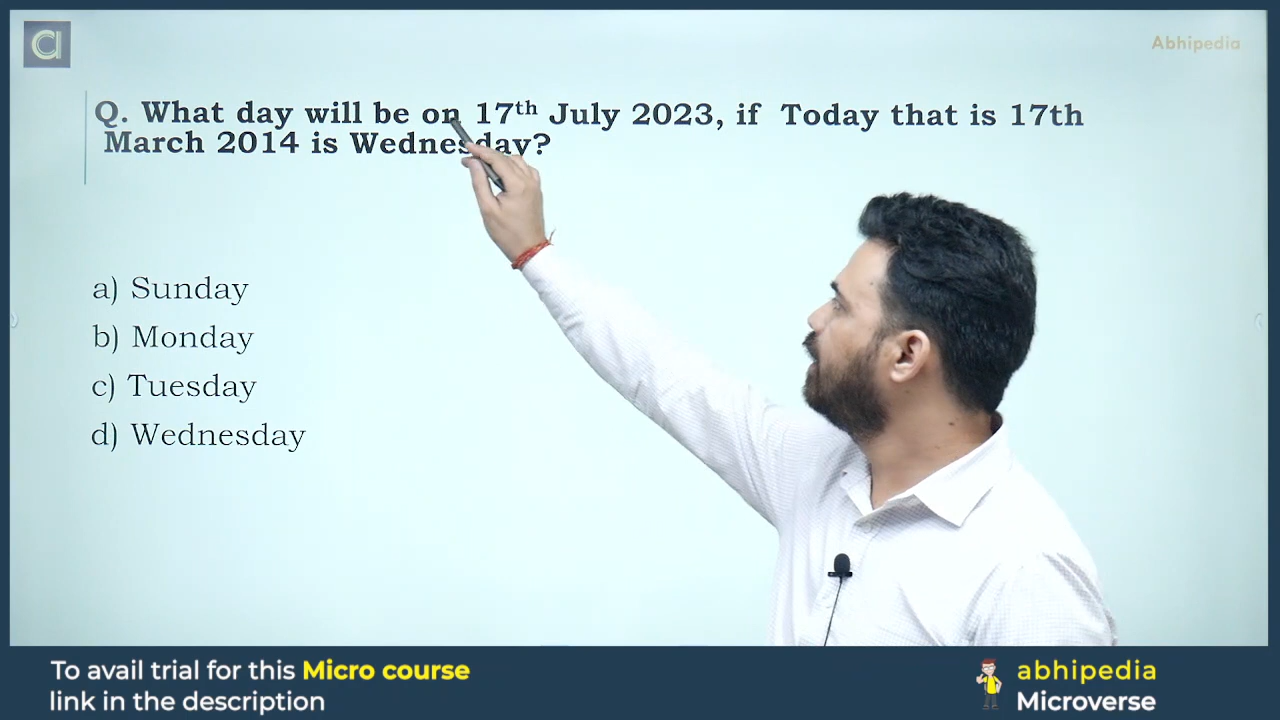 Abhipedia
Q. What day will be on 17th July 2023, if Today that is 17th
March 2014 is Wednesday?
a) Sunday
b) Monday
c) Tuesday
d) Wednesday
To avail trial for this Micro course
link in the description
abhipedia
Microverse